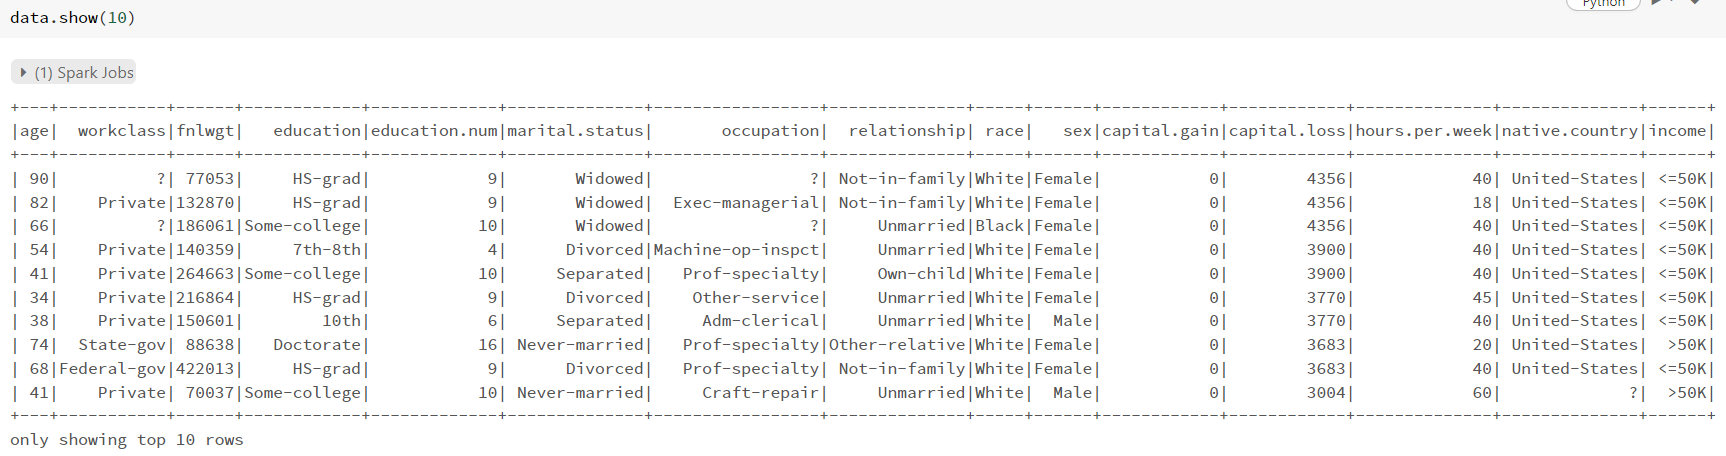 Python
data.show(10)
(1) Spark Jobs
+---+-----------+------+------------+-------------+--------------+-----------------+--------------+-----+------+------------+------------+--------------+--------------+------+
|age|  workclass|fnlwgt|   education|education.num|marital.status|       occupation|  relationship| race|   sex|capital.gain|capital.loss|hours.per.week|native.country|income|
+---+-----------+------+------------+-------------+--------------+-----------------+--------------+-----+------+------------+------------+--------------+--------------+------+
| 90|          ?| 77053|     HS-grad|            9|       Widowed|                ?| Not-in-family|White|Female|           0|        4356|            40| United-States| <=50K|
| 82|    Private|132870|     HS-grad|            9|       Widowed|  Exec-managerial| Not-in-family|White|Female|           0|        4356|            18| United-States| <=50K|
| 66|          ?|186061|Some-college|           10|       Widowed|                ?|     Unmarried|Black|Female|           0|        4356|            40| United-States| <=50K|
| 54|    Private|140359|     7th-8th|            4|      Divorced|Machine-op-inspct|     Unmarried|White|Female|           0|        3900|            40| United-States| <=50K|
| 41|    Private|264663|Some-college|           10|     Separated|   Prof-specialty|     Own-child|White|Female|           0|        3900|            40| United-States| <=50K|
| 34|    Private|216864|     HS-grad|            9|      Divorced|    Other-service|     Unmarried|White|Female|           0|        3770|            45| United-States| <=50K|
| 38|    Private|150601|        10th|            6|     Separated|     Adm-clerical|     Unmarried|White|  Male|           0|        3770|            40| United-States| <=50K|
| 74|  State-gov| 88638|   Doctorate|           16| Never-married|   Prof-specialty|Other-relative|White|Female|           0|        3683|            20| United-States|  >50K|
| 68|Federal-gov|422013|     HS-grad|            9|      Divorced|   Prof-specialty| Not-in-family|White|Female|           0|        3683|            40| United-States| <=50K|
| 41|    Private| 70037|Some-college|           10| Never-married|     Craft-repair|     Unmarried|White|  Male|           0|        3004|            60|             ?|  >50K|
+---+-----------+------+------------+-------------+--------------+-----------------+--------------+-----+------+------------+------------+--------------+--------------+------+
only showing top 10 rows